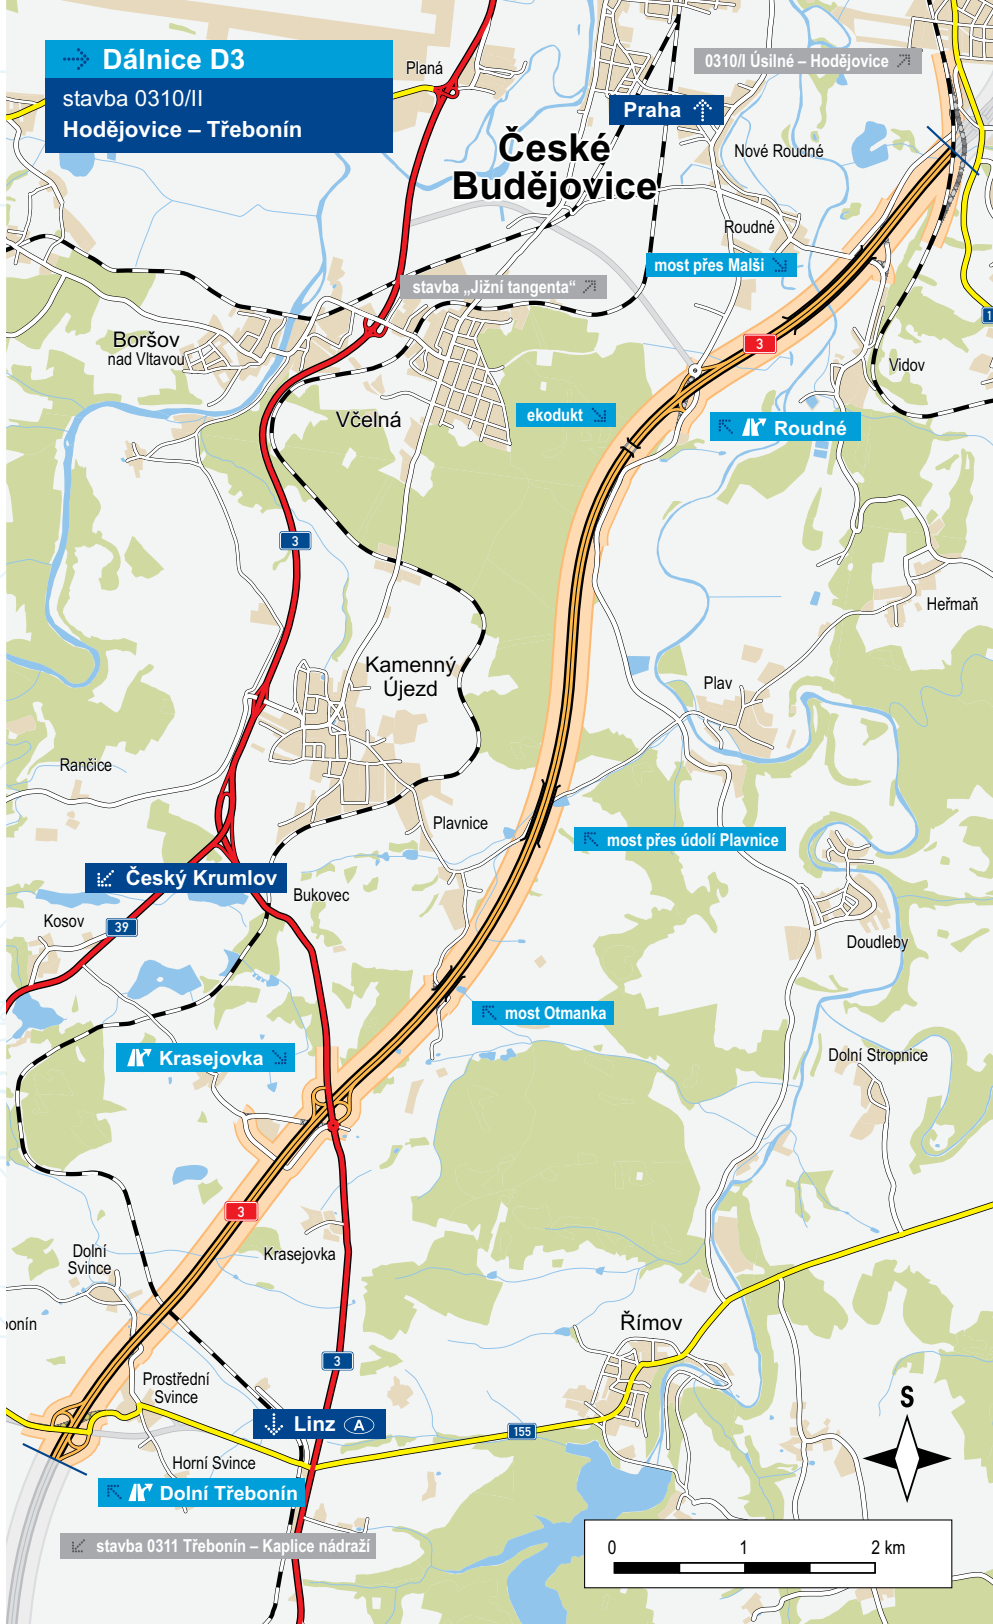 Dálnice D3
stavba 0310/II
Hodějovice – Třebonín
Planá
0310/I Úsilné – Hodějovice
Praha
České
Budějovice
Nové Roudné
Roudné
most přes Malši
stavba „Jižní tangenta“
Boršov
nad Vltavou
3
Vidov
Včelná
ekodukt
Roudné
3
Heřmaň
Kamenný
Újezd
Plav
Rančice
Plavnice
most přes údolí Plavnice
Český Krumlov
Bukovec
Kosov
39
Doudleby
most Otmanka
Krasejovka
Dolní Stropnice
3
Krasejovka
Dolní
Svince
Římov
3
Prostřední
Svince
S
Linz A
155
Horní Svince
Dolní Třebonín
stavba 0311 Třebonín – Kaplice nádraží
0 1 2 km